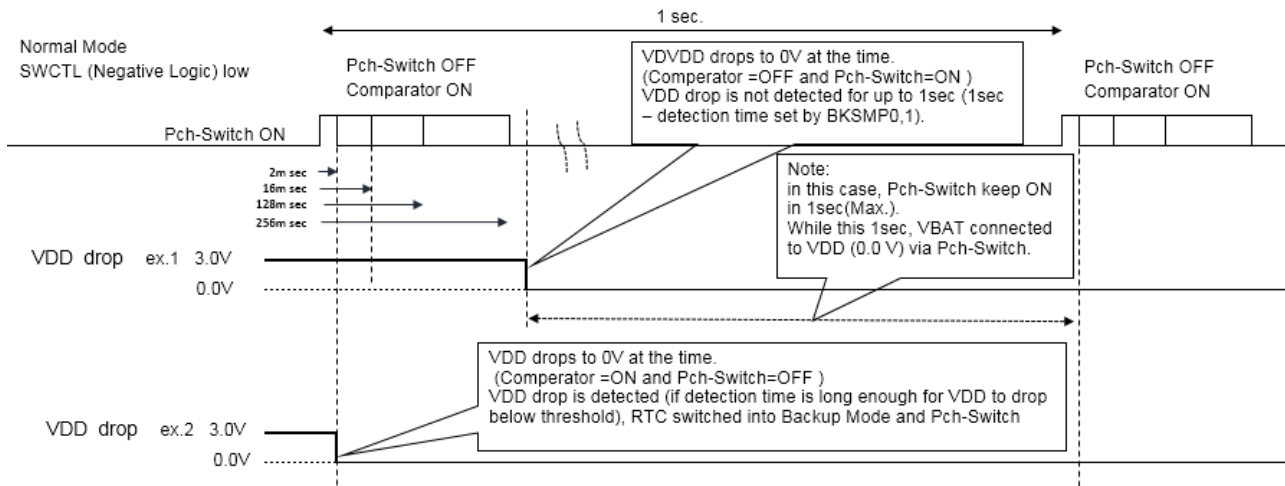 1 sec.
Normal Mode
SWCTL (Negative Logic) low
Pch-Switch OFF
Comparator ON
VDVDD drops to 0V at the time.
(Comperator =OFF and Pch-Switch=ON )
VDD drop is not detected for up to 1sec (1sec
– detection time set by BKSMP0,1).
Pch-Switch OFF
Comparator ON
Pch-Switch ON
2m sec
16m sec
128m sec
256m sec
Note:
in this case, Pch-Switch keep ON
in 1sec(Max.).
While this 1sec, VBAT connected
to VDD (0.0 V) via Pch-Switch.
VDD drop ex.1 3.0V
0.0V
VDD drops to 0V at the time.
(Comperator =ON and Pch-Switch=OFF )
VDD drop is detected (if detection time is long enough for VDD to drop
below threshold), RTC switched into Backup Mode and Pch-Switch
VDD drop ex.2 3.0V
0.0V